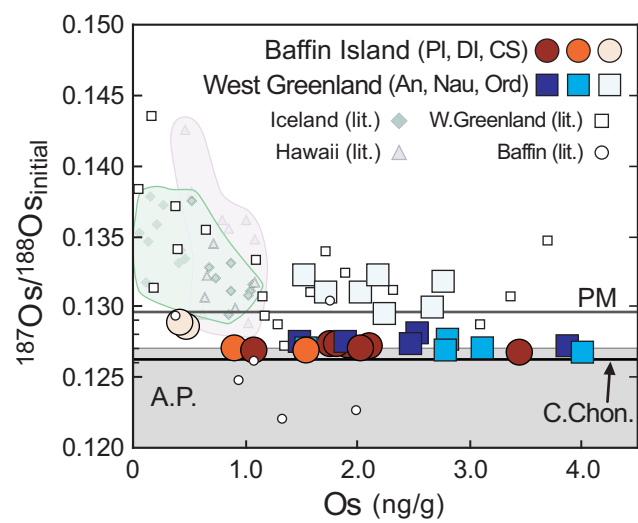 Baffin Island (PI, DI, CS)
West Greenland (An, Nau, Ord)
Iceland (lit.) W.Greenland (lit.)
Hawaii (lit.) Baffin (lit.)
0.150
0.145
0.140
0.135
0.130
0.125
0.120
187Os/188Osinitial
PM
A.P.
C.Chon.
0 1.0 2.0 3.0 4.0
Os (ng/g)